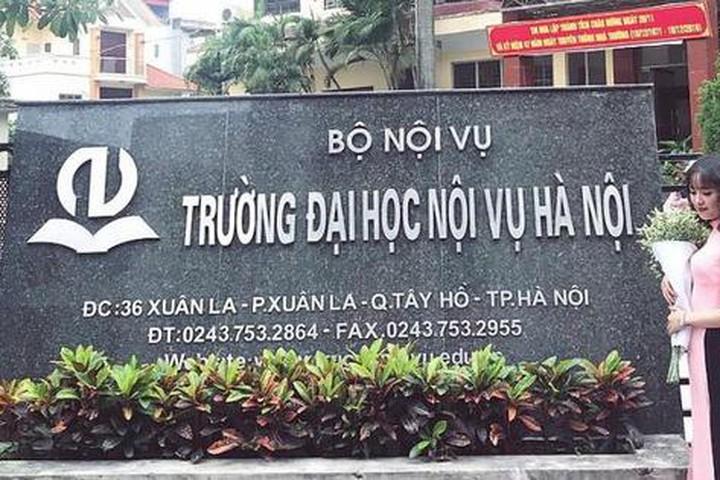 BỘ NỘI VỤ
TRƯỜNG ĐẠI HỌC NỘI VỤ HÀ NỘI
ĐC:36 XUÂN LA - P.XUÂN LA - Q.TÂY HỒ - TP.HÀ NỘI
ĐT:0243.753.2864 - FAX.0243.753.2955